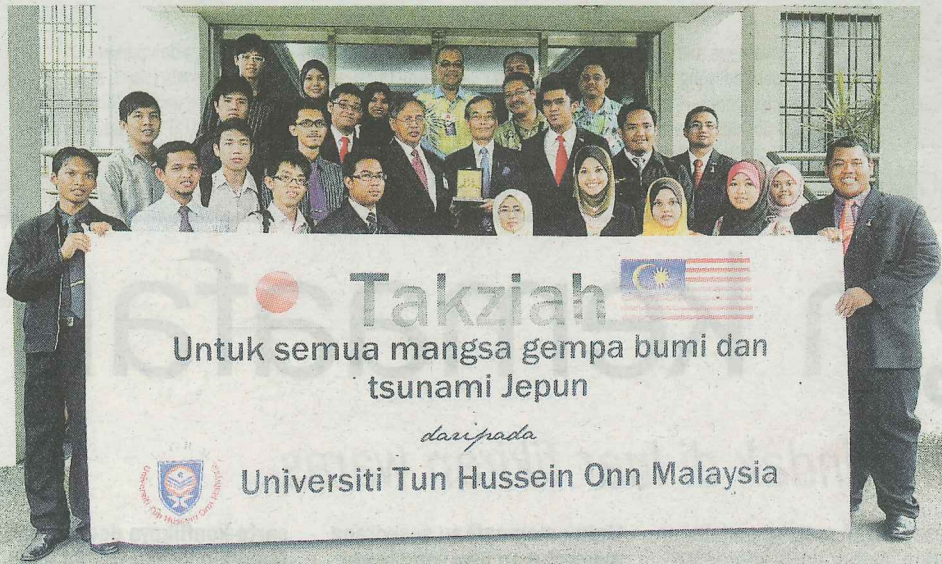 Takziah
Untuk semua mangsa gempa bumi dan
tsunami Jepun
daripada
Universiti Tun Hussein Onn Malaysia